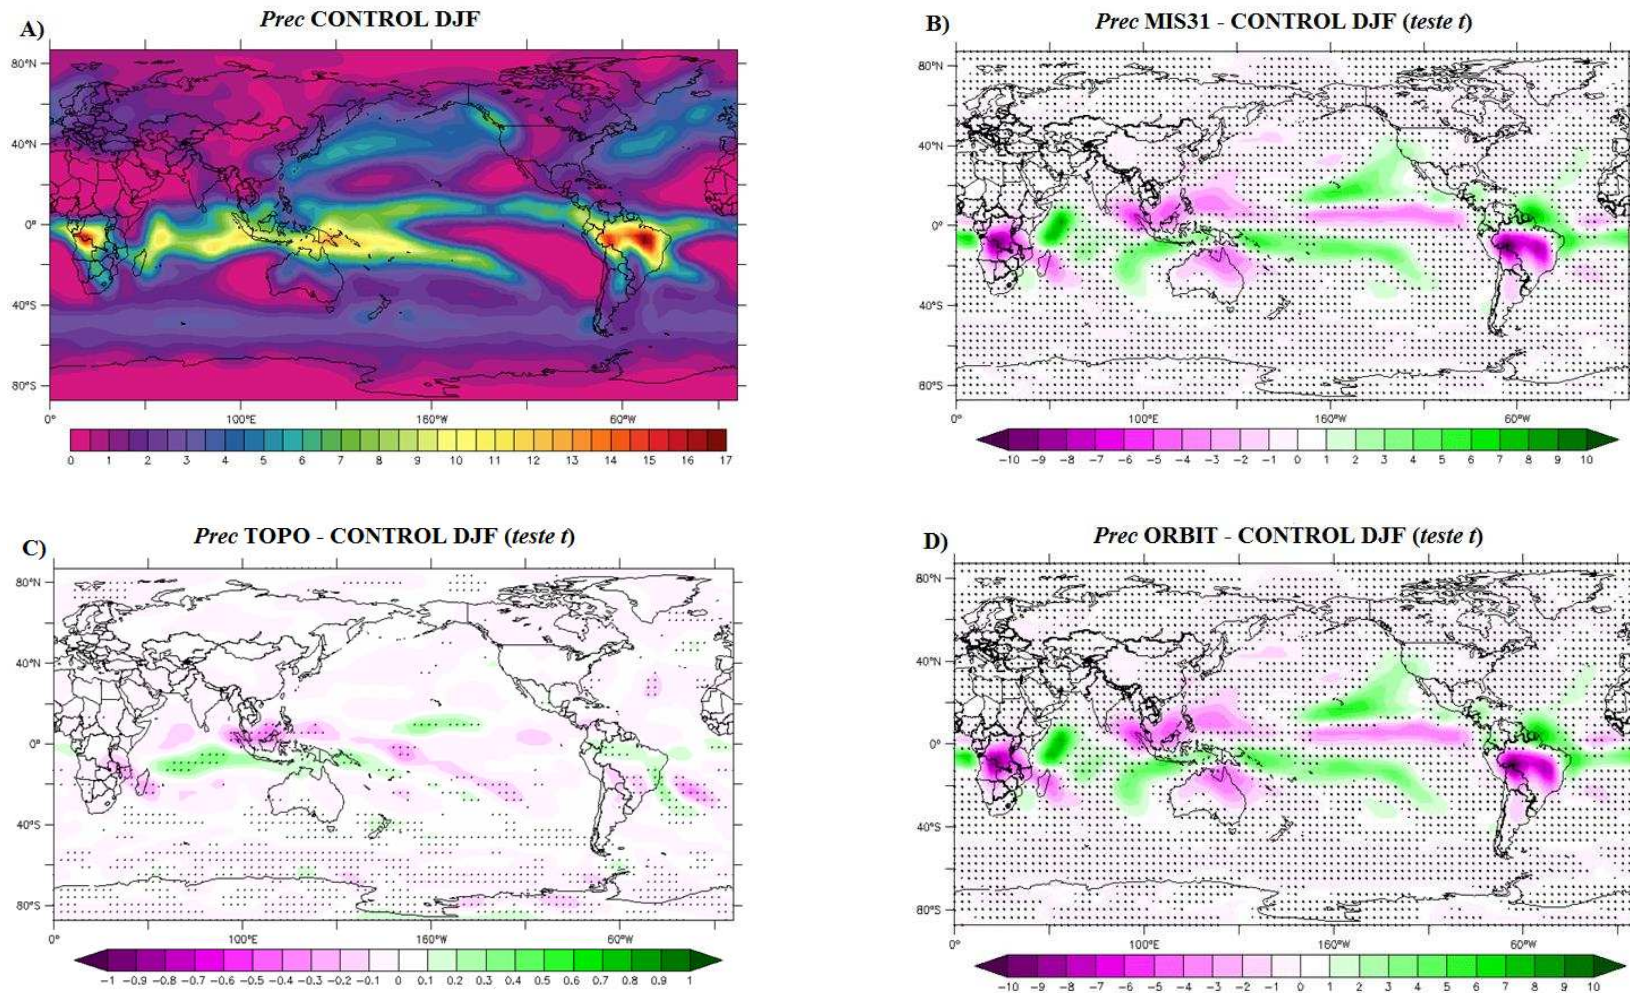 A)
Prec CONTROL DJF
80°N
40°N
0°
40°S
80°S
0° 100°E 160°W 60°W
0 1 2 3 4 5 6 7 8 9 10 11 12 13 14 15 16 17
B)
Prec MIS31 - CONTROL DJF (teste t)
80°N
40°N
0°
40°S
80°S
0° 100°E 160°W 60°W
-10 -9 -8 -7 -6 -5 -4 -3 -2 -1 0 1 2 3 4 5 6 7 8 9 10
C)
Prec TOPO - CONTROL DJF (teste t)
80°N
40°N
0°
40°S
80°S
0° 100°E 160°W 60°W
-1 -0.9 -0.8 -0.7 -0.6 -0.5 -0.4 -0.3 -0.2 -0.1 0 0.1 0.2 0.3 0.4 0.5 0.6 0.7 0.8 0.9 1
D)
Prec ORBIT - CONTROL DJF (teste t)
80°N
40°N
0°
40°S
80°S
0° 100°E 160°W 60°W
-10 -9 -8 -7 -6 -5 -4 -3 -2 -1 0 1 2 3 4 5 6 7 8 9 10